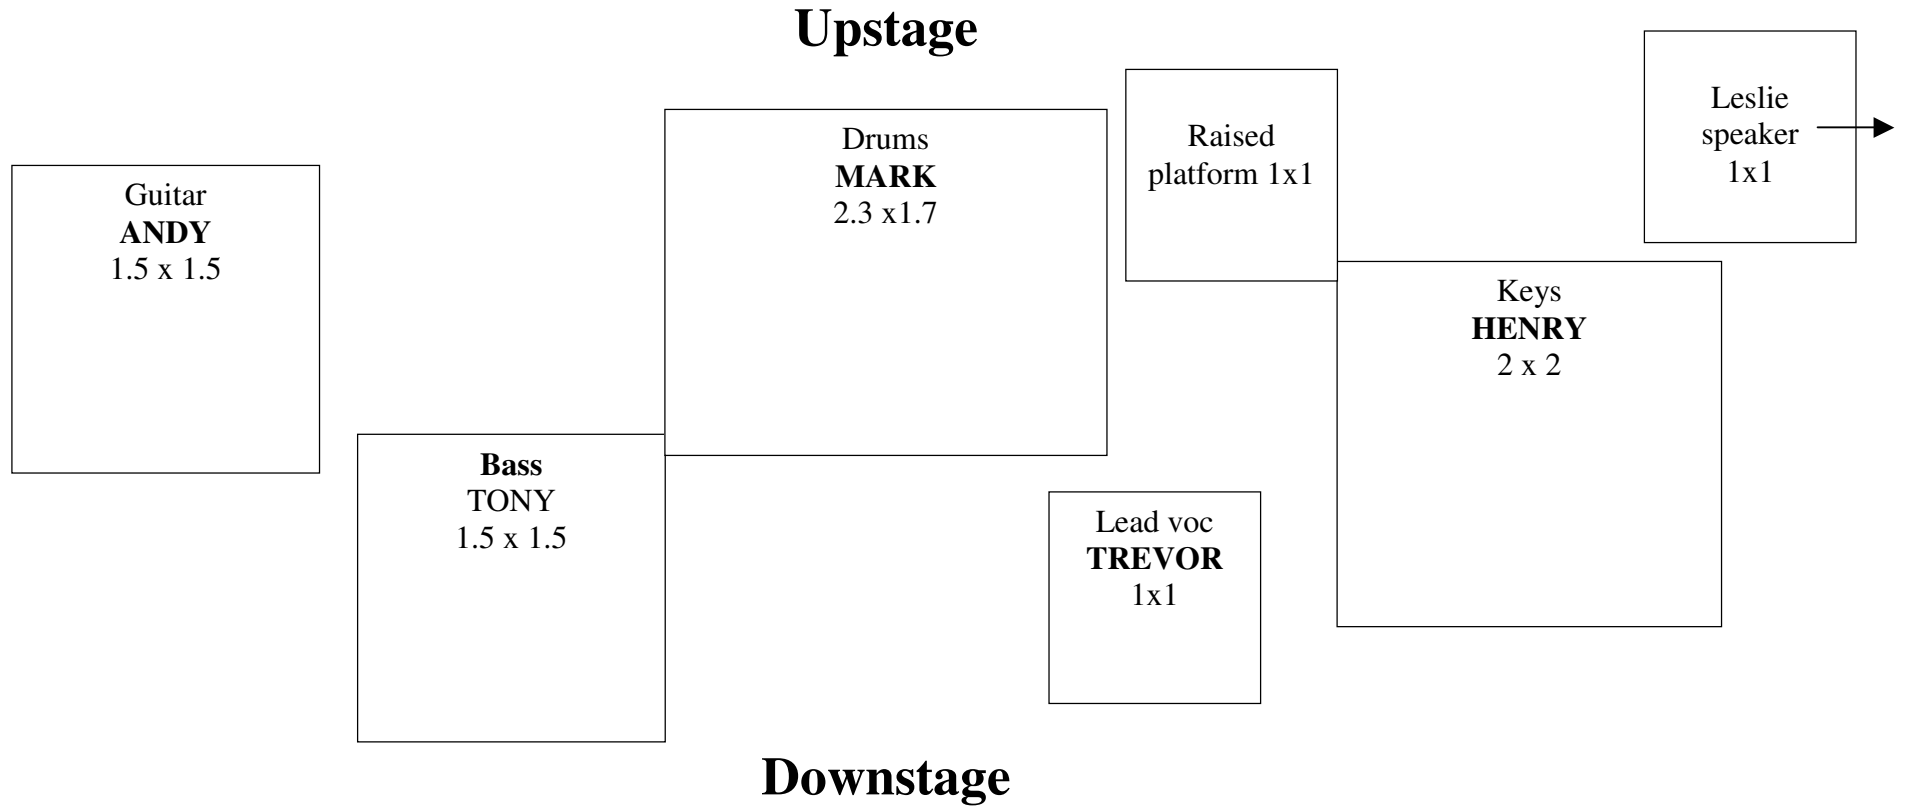 Upstage
Guitar
ANDY
1.5 x 1.5
Bass
TONY
1.5 x 1.5
Drums
MARK
2.3 x1.7
Raised
platform 1x1
Lead voc
TREVOR
1x1
Keys
HENRY
2 x 2
Leslie
speaker
1x1
Downstage